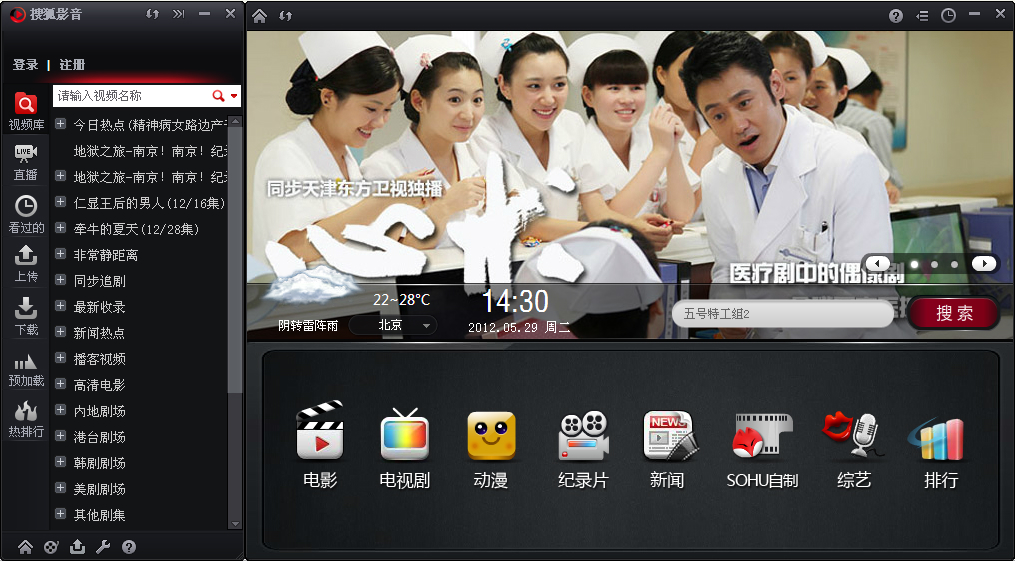 搜狐影音
登录 | 注册
请输入视频名称
视频库
直播
看过的
上传
下载
预加载
热排行
今日热点(精神病女路边产子
地狱之旅-南京!南京!纪
地狱之旅-南京!南京!纪
仁显王后的男人(12/16集)
牵牛的夏天(12/28集)
非常静距离
同步追剧
最新收录
新闻热点
播客视频
高清电影
内地剧场
港台剧场
韩剧剧场
美剧剧场
其他剧集
同步天津东方卫视独播
心术
医疗剧中的偶像剧
22~28℃
阴转雷阵雨
北京
14:30
2012.05.29 周二
五号特工组2
搜索
LIVE
NEWS
电影
电视剧
动漫
纪录片
新闻
SOHU自制
综艺
排行